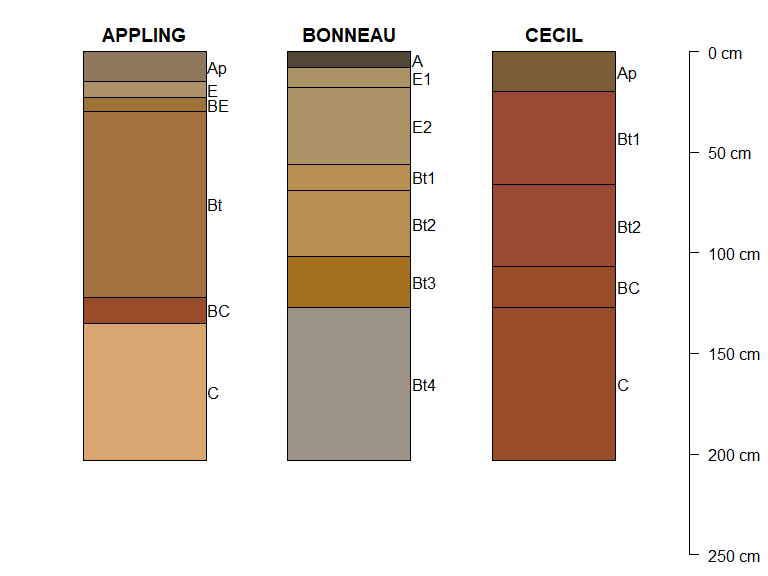 APPLING
BONNEAU
CECIL
Ap
E
BE
Bt
BC
C
A
E1
E2
Bt1
Bt2
Bt3
Bt4
Ap
Bt1
Bt2
BC
C
0 cm
50 cm
100 cm
150 cm
200 cm
250 cm